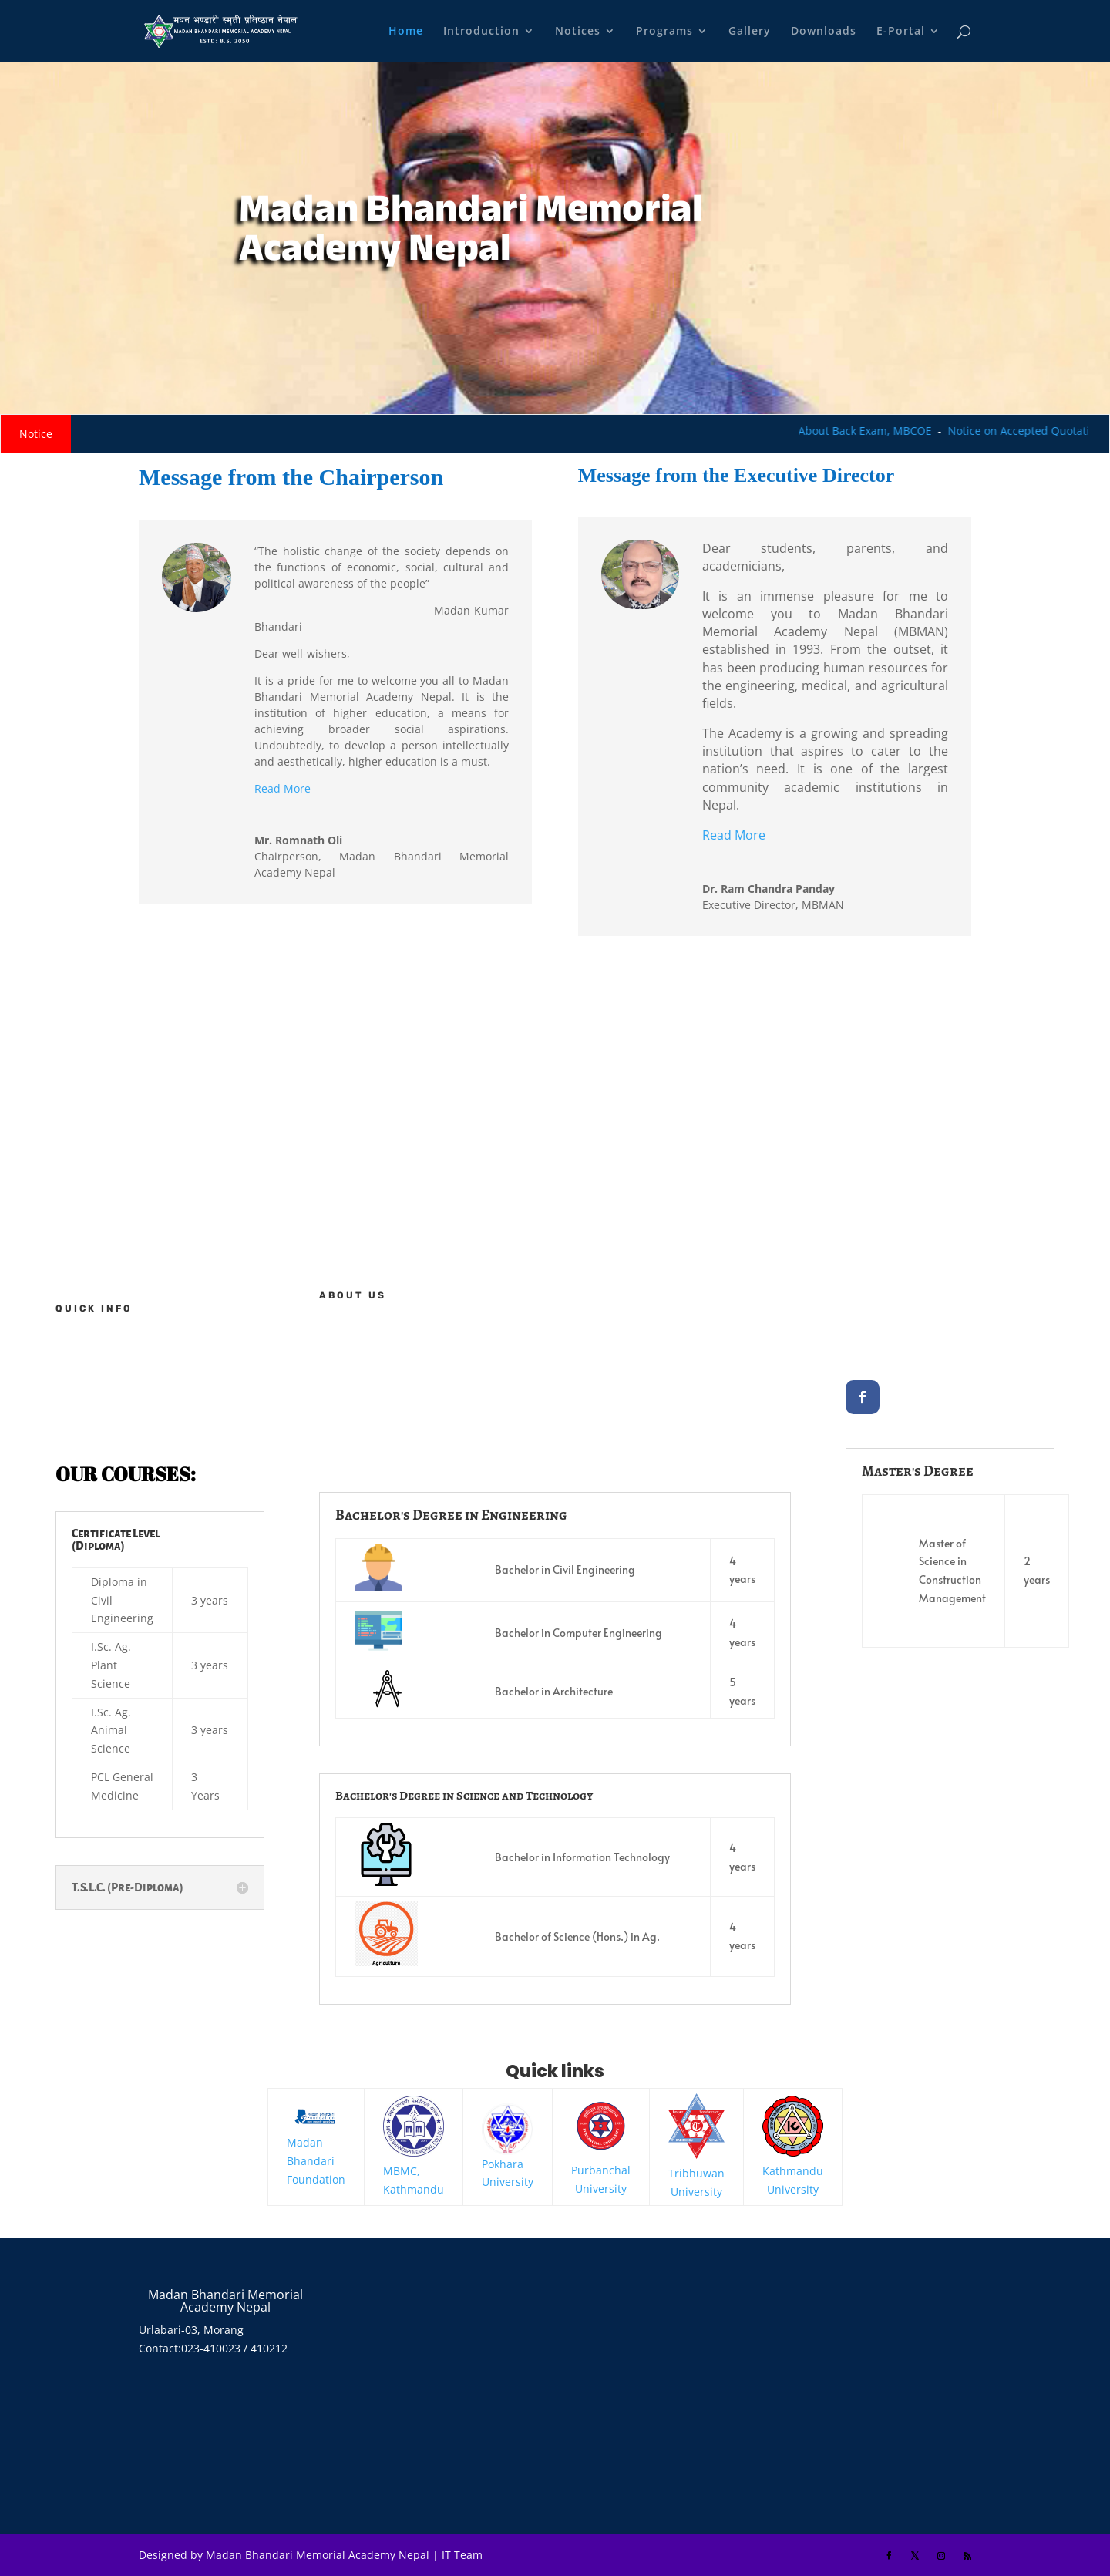 मदन भण्डारी स्मृती प्रतिष्ठान नेपाल
MADAN BHANDARI MEMORIAL ACADEMY NEPAL
ESTD: B.S. 2050
Home Introduction Notices Programs Gallery Downloads E-Portal
Madan Bhandari Memorial
Academy Nepal
Notice
About Back Exam, MBCOE - Notice on Accepted Quotati
Message from the Chairperson
“The holistic change of the society depends on
the functions of economic, social, cultural and
political awareness of the people”
Madan Kumar
Bhandari
Dear well-wishers,
It is a pride for me to welcome you all to Madan
Bhandari Memorial Academy Nepal. It is the
institution of higher education, a means for
achieving broader social aspirations.
Undoubtedly, to develop a person intellectually
and aesthetically, higher education is a must.
Read More
Mr. Romnath Oli
Chairperson, Madan Bhandari Memorial
Academy Nepal
Message from the Executive Director
Dear students, parents, and
academicians,
It is an immense pleasure for me to
welcome you to Madan Bhandari
Memorial Academy Nepal (MBMAN)
established in 1993. From the outset, it
has been producing human resources for
the engineering, medical, and agricultural
fields.
The Academy is a growing and spreading
institution that aspires to cater to the
nation’s need. It is one of the largest
community academic institutions in
Nepal.
Read More
Dr. Ram Chandra Panday
Executive Director, MBMAN
QUICK INFO
ABOUT US
OUR COURSES:
Certificate Level
(Diploma)
Diploma in
Civil
Engineering
3 years
I.Sc. Ag.
Plant
Science
3 years
I.Sc. Ag.
Animal
Science
3 years
PCL General
Medicine
3
Years
T.S.L.C. (Pre-Diploma)
Bachelor's Degree in Engineering
Bachelor in Civil Engineering
4
years
Bachelor in Computer Engineering
4
years
Bachelor in Architecture
5
years
Bachelor's Degree in Science and Technology
Bachelor in Information Technology
4
years
Agriculture
Bachelor of Science (Hons.) in Ag.
4
years
Master's Degree
Master of
Science in
Construction
Management
2
years
Quick links
Madan
Bhandari
Foundation
MBMC,
Kathmandu
Pokhara
University
Purbanchal
University
Tribhuwan
University
Kathmandu
University
Madan Bhandari Memorial
Academy Nepal
Urlabari-03, Morang
Contact:023-410023 / 410212
Designed by Madan Bhandari Memorial Academy Nepal | IT Team